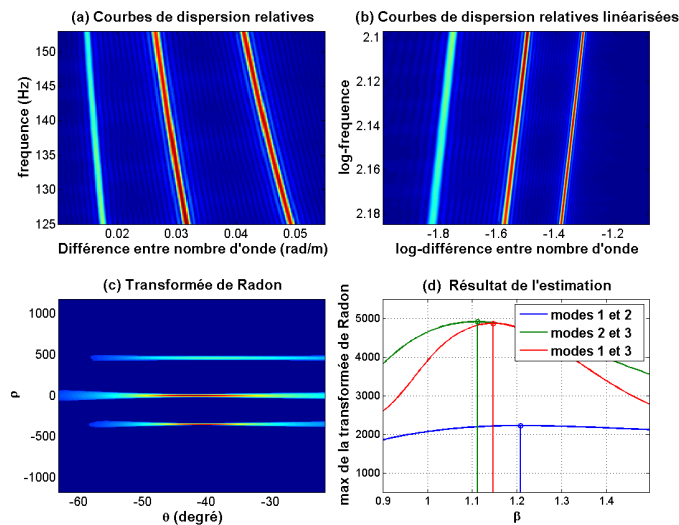 (a) Courbes de dispersion relatives
150
145
140
135
130
125
frequence (Hz)
0.02
0.03
0.04
0.05
Différence entre nombre d'onde (rad/m)
(b) Courbes de dispersion relatives linéarisées
2.1
2.12
2.14
2.16
2.18
log-frequence
-1.8
-1.6
-1.4
-1.2
log-différence entre nombre d'onde
(c) Transformée de Radon
1000
500
0
-500
-1000
ρ
-60
-50
-40
-30
θ (degré)
(d) Résultat de l'estimation
5000
4000
3000
2000
1000
max de la transformée de Radon
modes 1 et 2
modes 2 et 3
modes 1 et 3
0.9
1
1.1
1.2
1.3
1.4
β